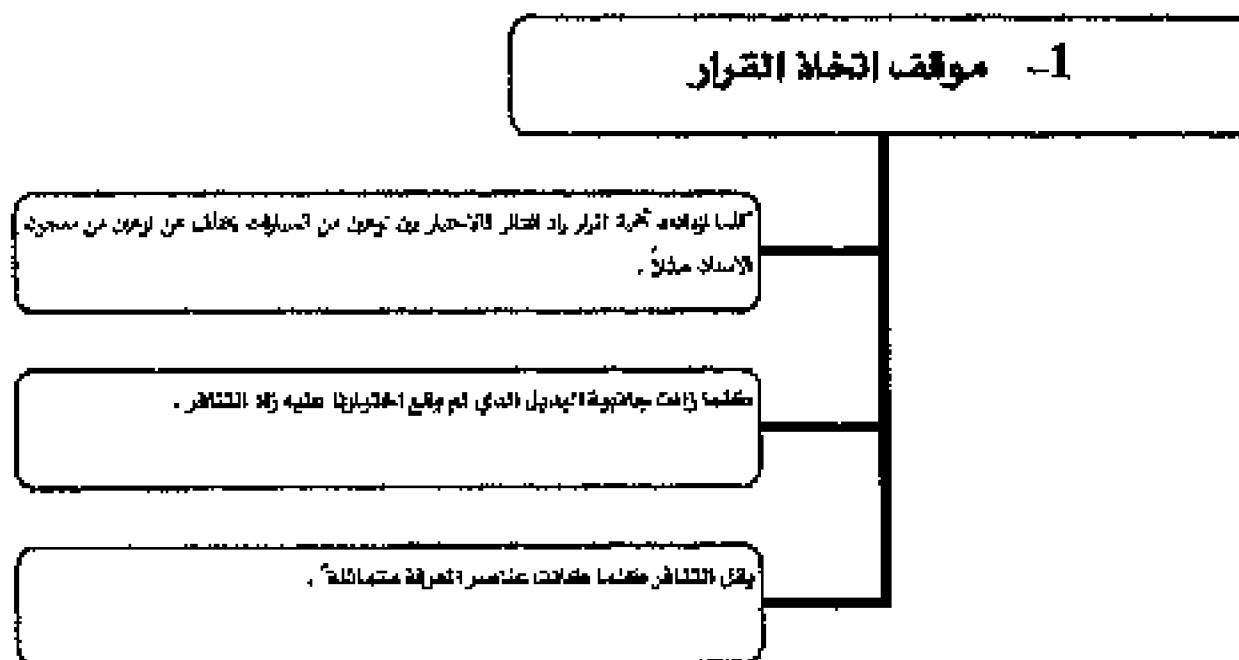 1- موقف اتخاذ القرار
كلما ازدادت أهمية القرار زاد التنافر فالاختيار بين نوعين من السيارات يختلف عن نوعين من معجون
الأسنان مثلاً .
كلما زادت جاذبية البديل الذي لم يقع اختيارنا عليه زاد التنافر .
يقل التنافر كلما كانت عناصر المعرفة متماثلة .